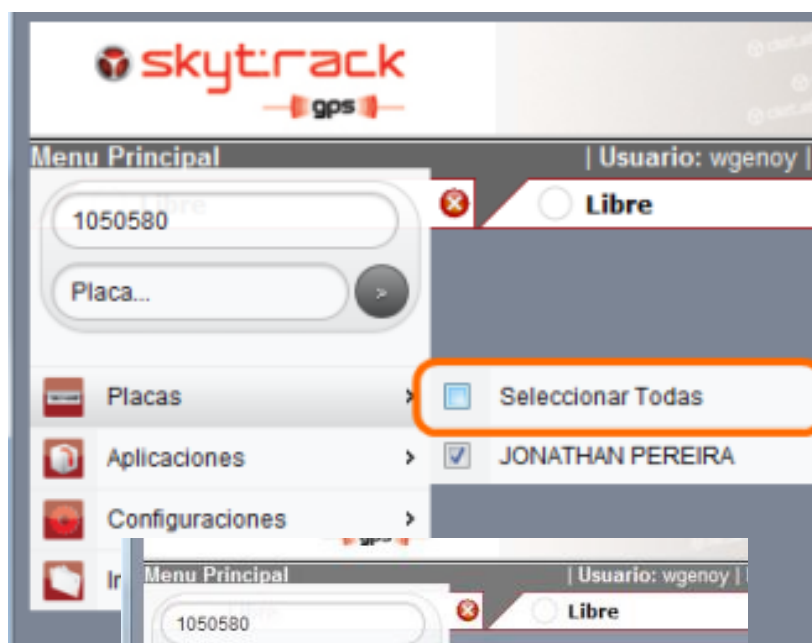 skytrack
gps
Menu Principal | Usuario: wgenoy |
Libre Libre
1050580
Placa...
»
Placas › Seleccionar Todas
Aplicaciones › JONATHAN PEREIRA
Configuraciones ›
Menu Principal | Usuario: wgenoy |
Libre
1050580